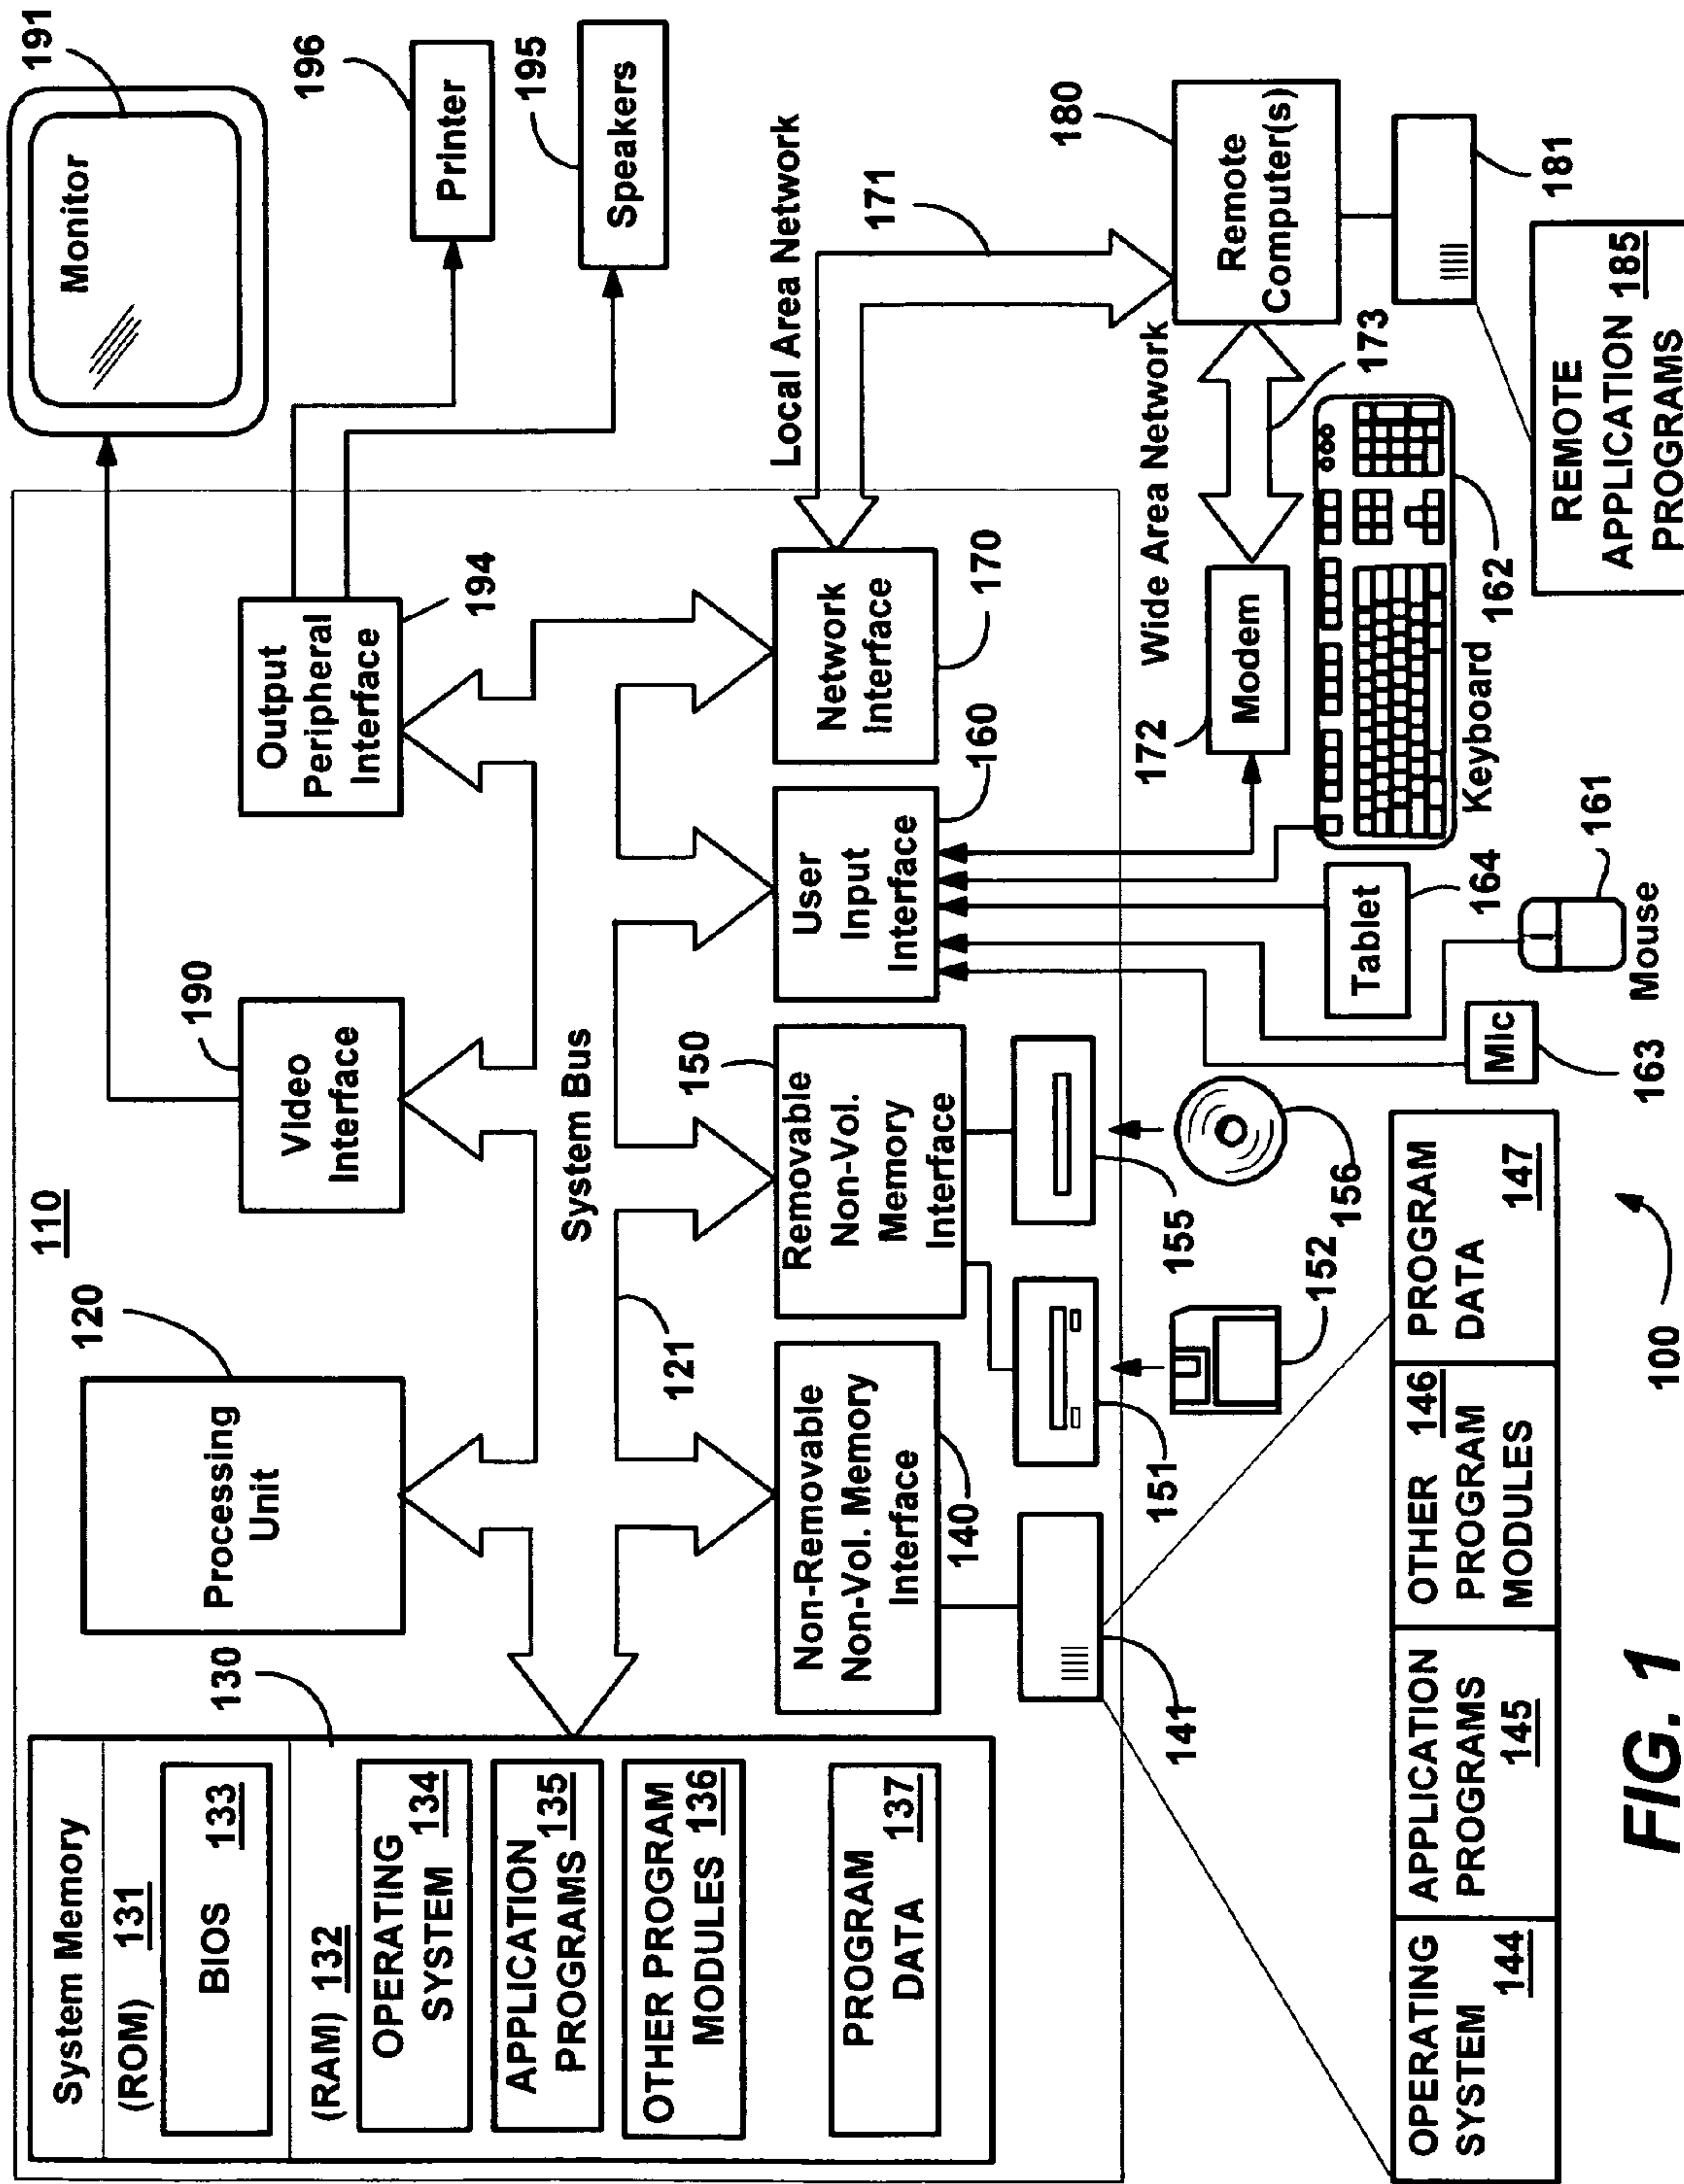 System Memory
(ROM) 131
BIOS 133
(RAM) 132
130
OPERATING
SYSTEM 134
APPLICATION
PROGRAMS 135
OTHER PROGRAM
MODULES 136
PROGRAM
DATA 137
110
120
Processing
Unit
190
Video
Interface
Output
Peripheral
Interface
194
Monitor
191
196
Printer
195
Speakers
System Bus
121
Non-Removable
Non-Vol. Memory
Interface
140
150
Removable
Non-Vol.
Memory
Interface
User
Input
Interface
160
Network
Interface
170
Local Area Network
171
141
151
155
152
156
172
Modem
Wide Area Network
173
180
Remote
Computer(s)
181
163
Mic
Tablet
164
Mouse
161
Keyboard
162
REMOTE
APPLICATION 185
PROGRAMS
OPERATING
SYSTEM
144
APPLICATION
PROGRAMS
145
OTHER 146
PROGRAM
MODULES
PROGRAM
DATA
147
100
FIG. 1